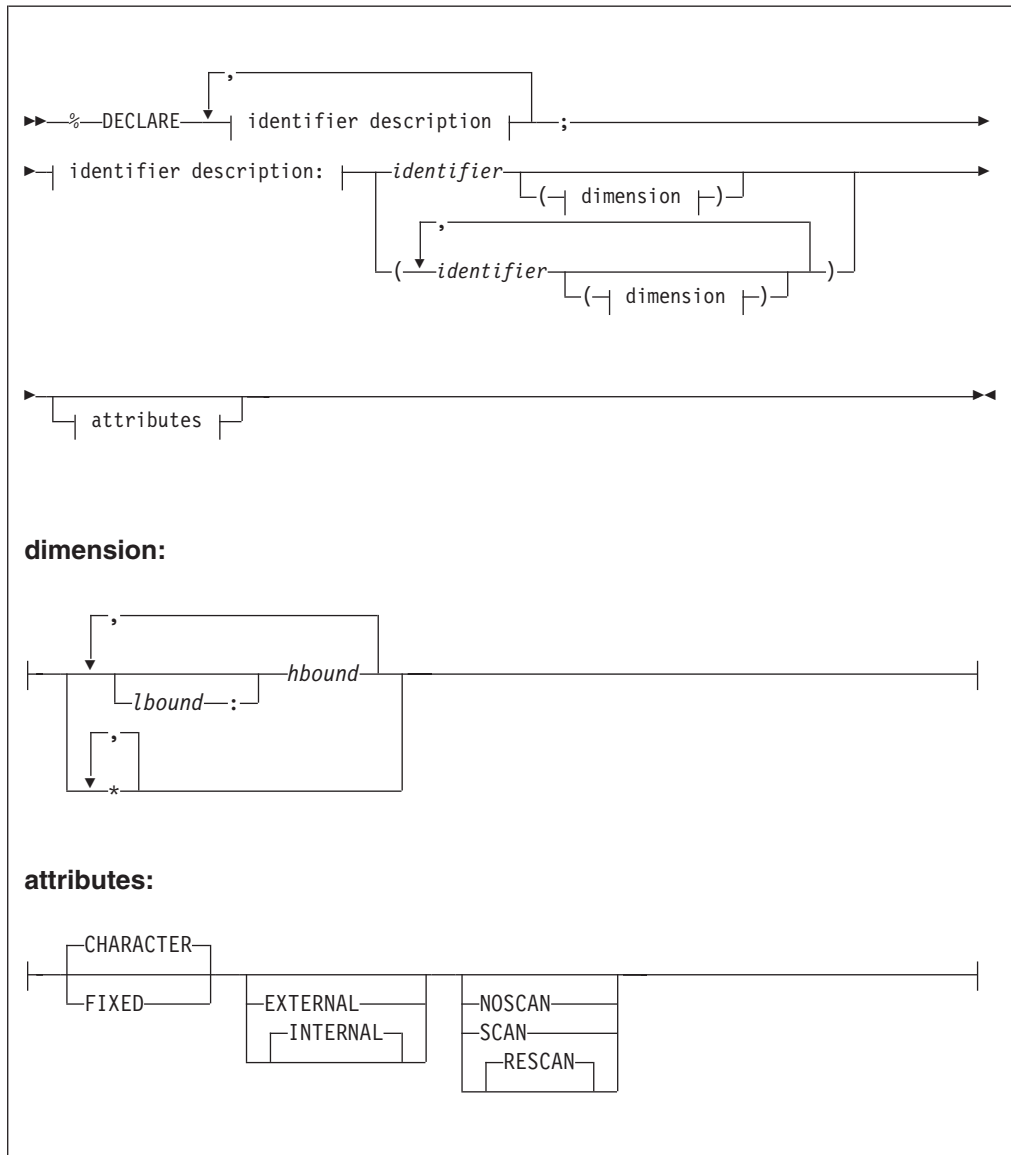 ,
% DECLARE identifier description ;
identifier description: identifier
( dimension )
,
( identifier )
( dimension )
attributes
dimension:
,
hbound
lbound :
,
*
attributes:
CHARACTER
FIXED
EXTERNAL NOSCAN
INTERNAL SCAN
RESCAN